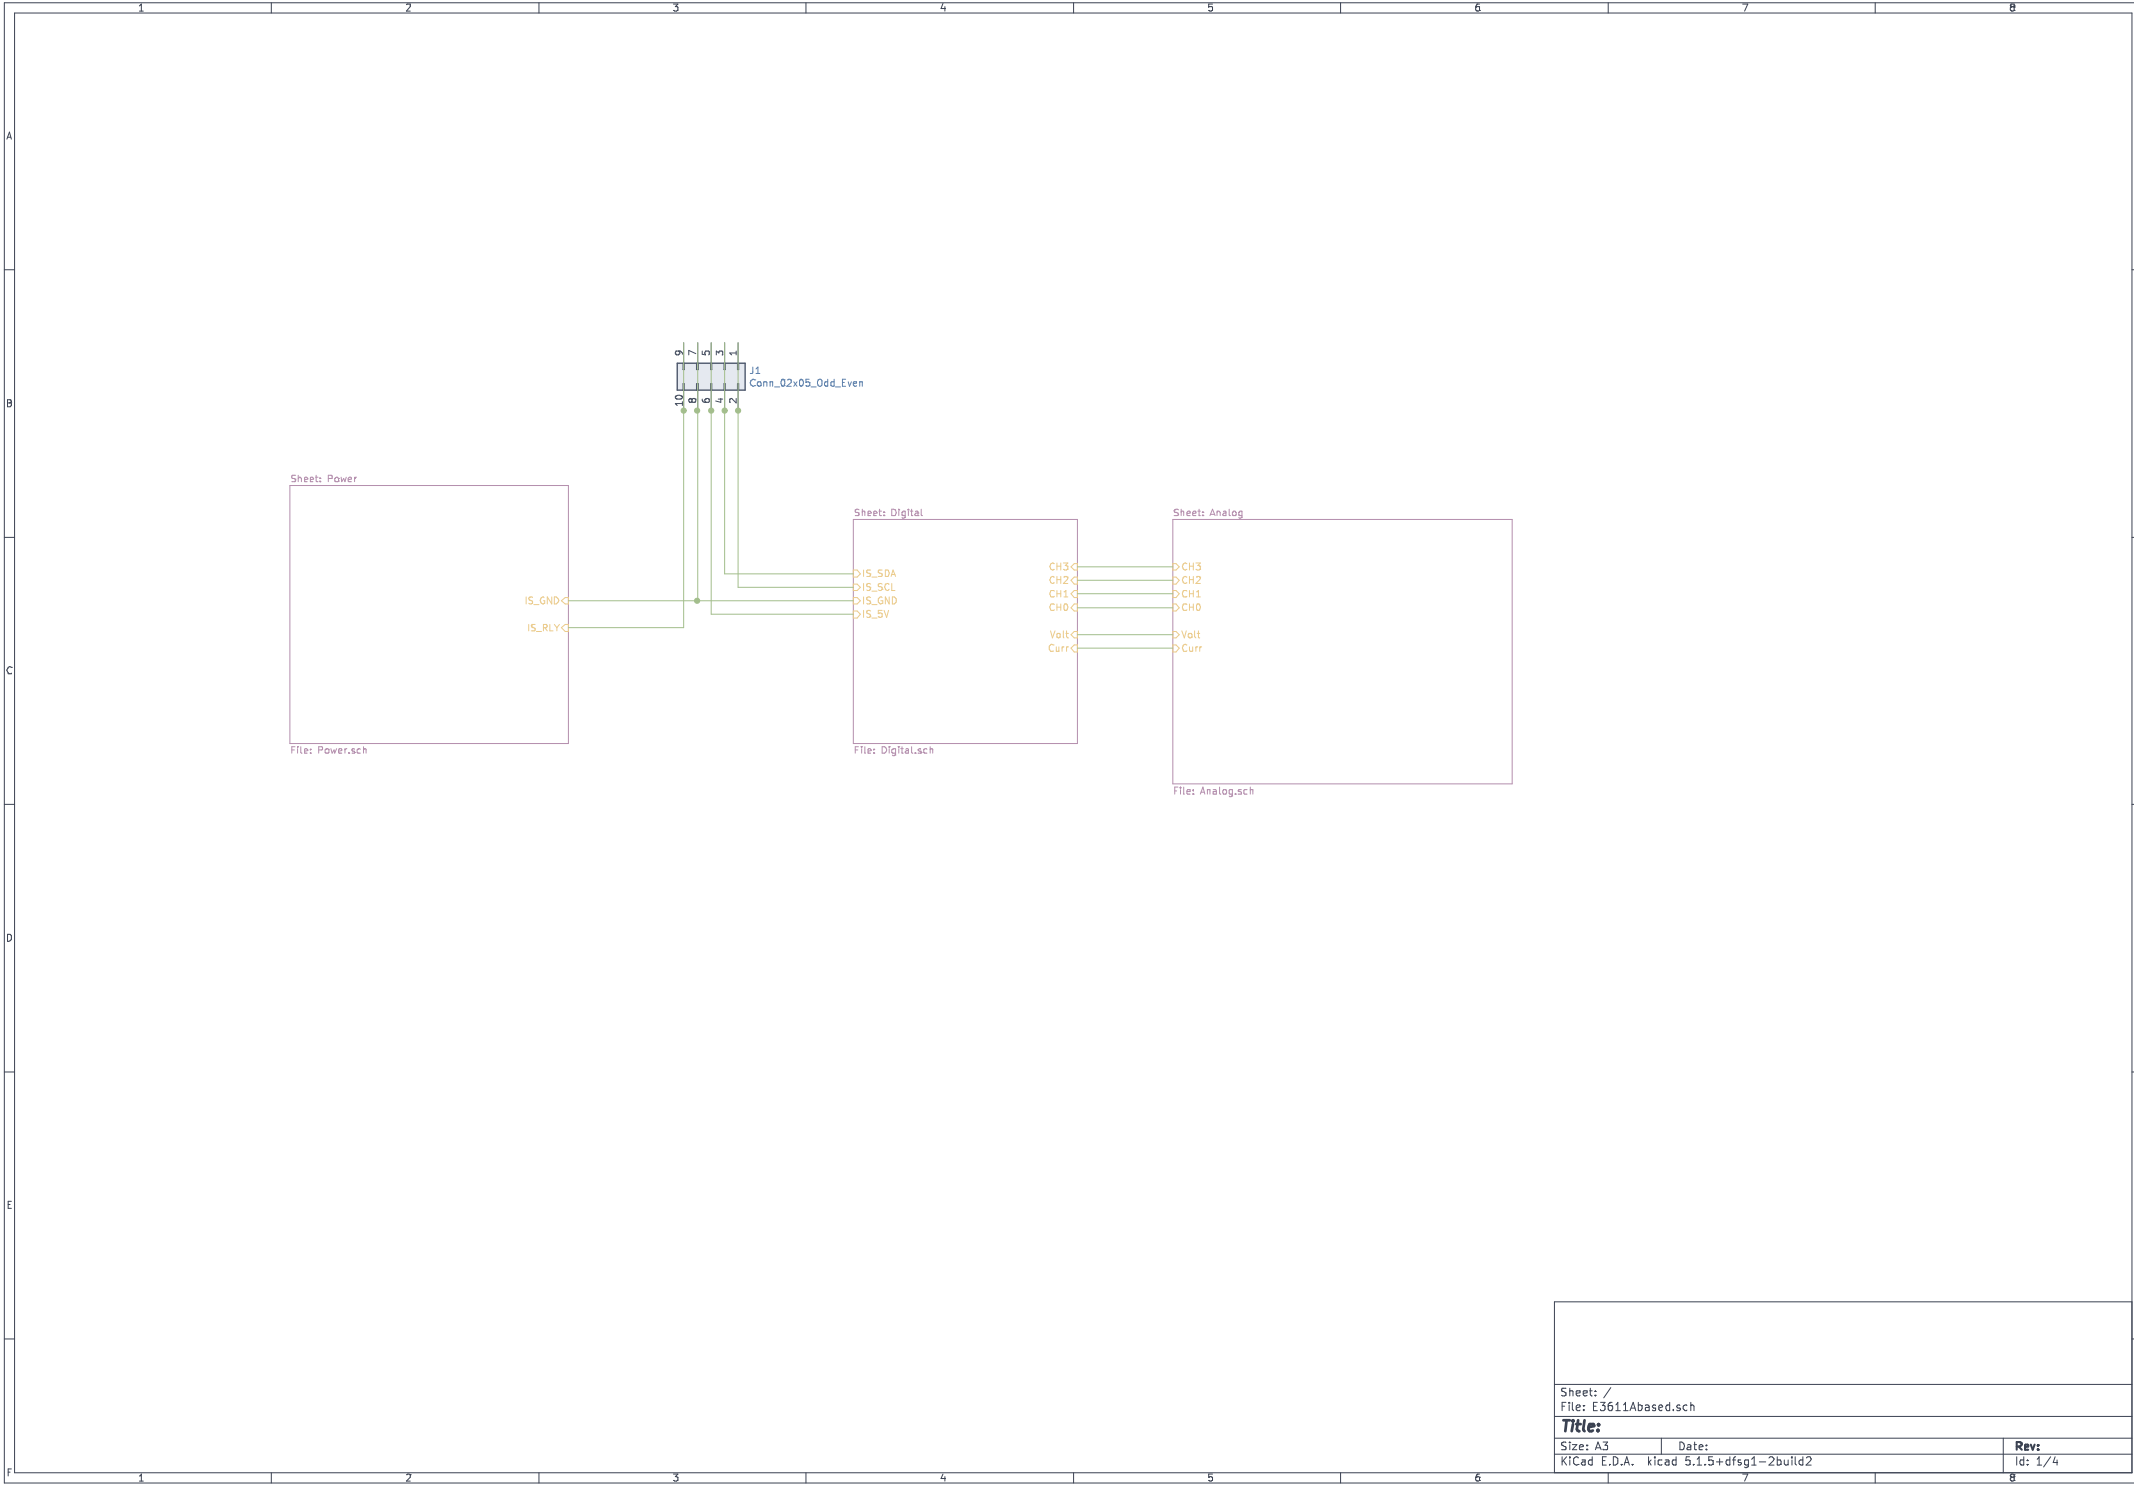 1 2 3 4 5 6 7 8
A
9 7 5 3 1
J1
Conn_02x05_Odd_Even
B
10 8 6 4 2
Sheet: Power
Sheet: Digital Sheet: Analog
CH3 CH3
IS_SDA
CH2 CH2
IS_SCL
CH1 CH1
IS_GND IS_GND
CH0 CH0
IS_5V
IS_RLY
Volt Volt
Curr Curr
C
File: Power.sch File: Digital.sch
File: Analog.sch
D
E
Sheet: /
File: E3611Abased.sch
Title:
Size: A3 Date: Rev:
KiCad E.D.A. kicad 5.1.5+dfsg1-2build2 Id: 1/4
F
1 2 3 4 5 6 7 8